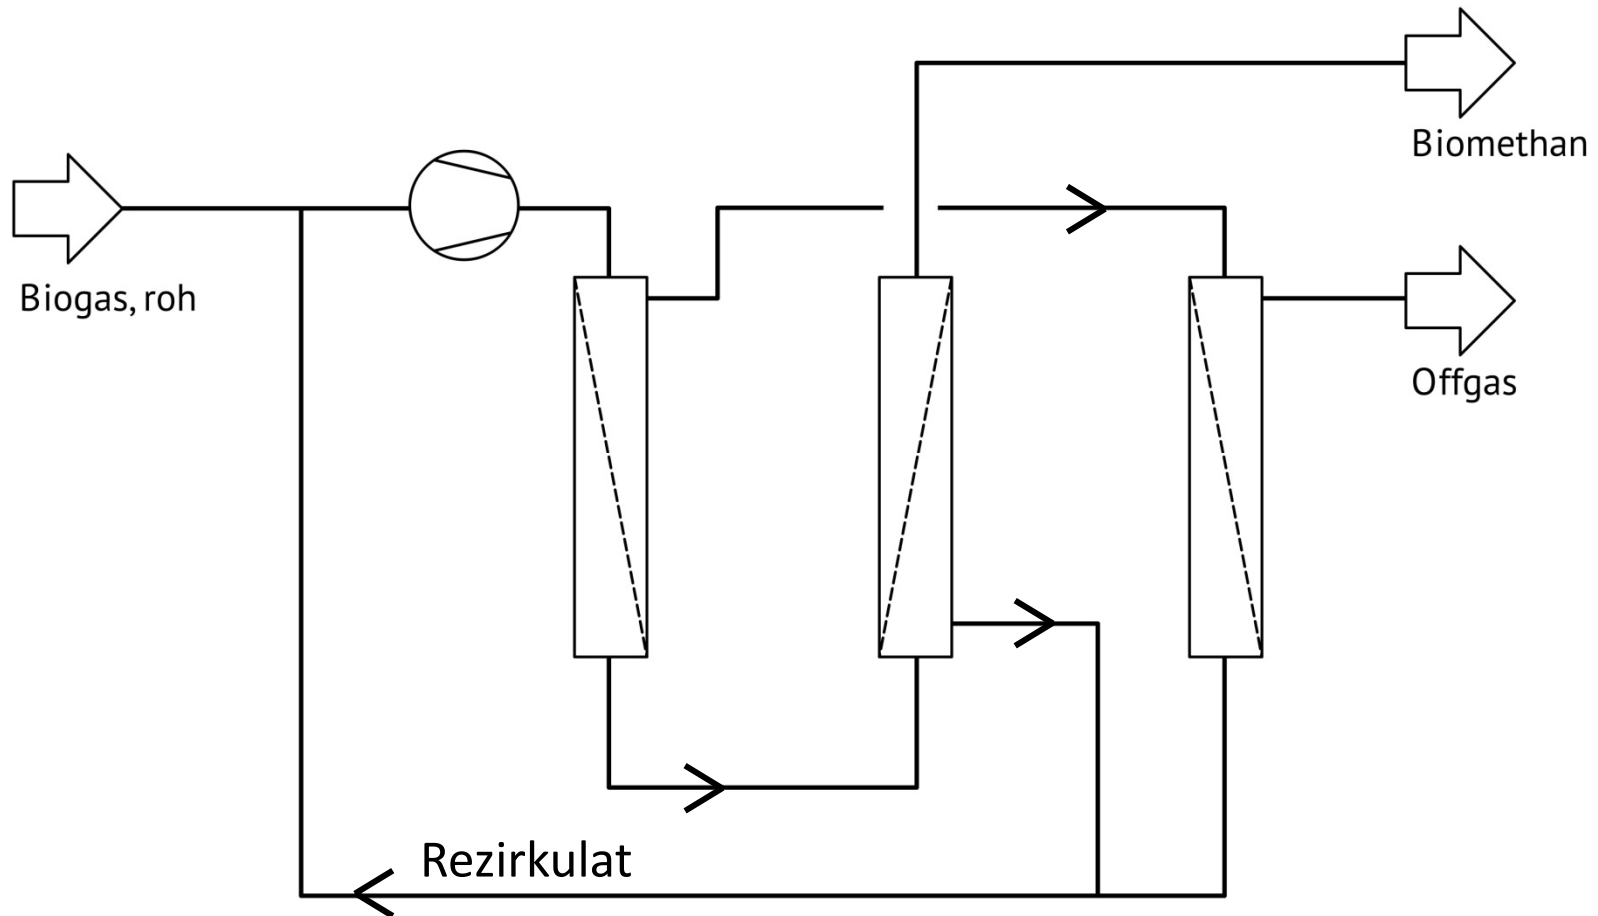 Biomethan
Biogas, roh
Offgas
Rezirkulat